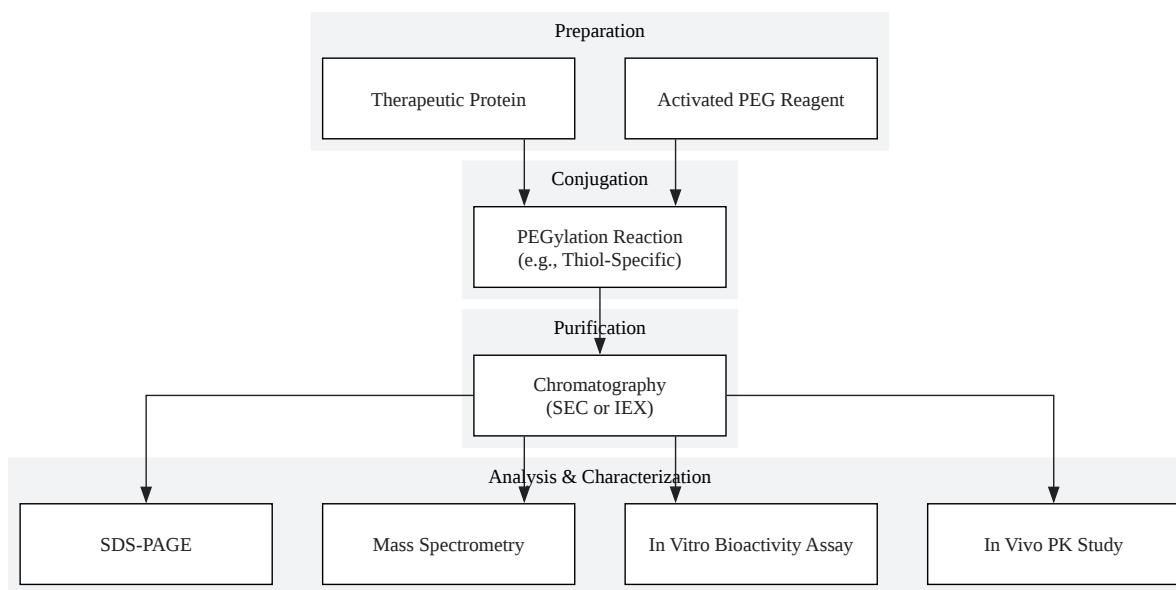 Preparation
Therapeutic Protein
Activated PEG Reagent
Conjugation
PEGylation Reaction
(e.g., Thiol-Specific)
Purification
Chromatography
(SEC or IEX)
Analysis & Characterization
SDS-PAGE
Mass Spectrometry
In Vitro Bioactivity Assay
In Vivo PK Study